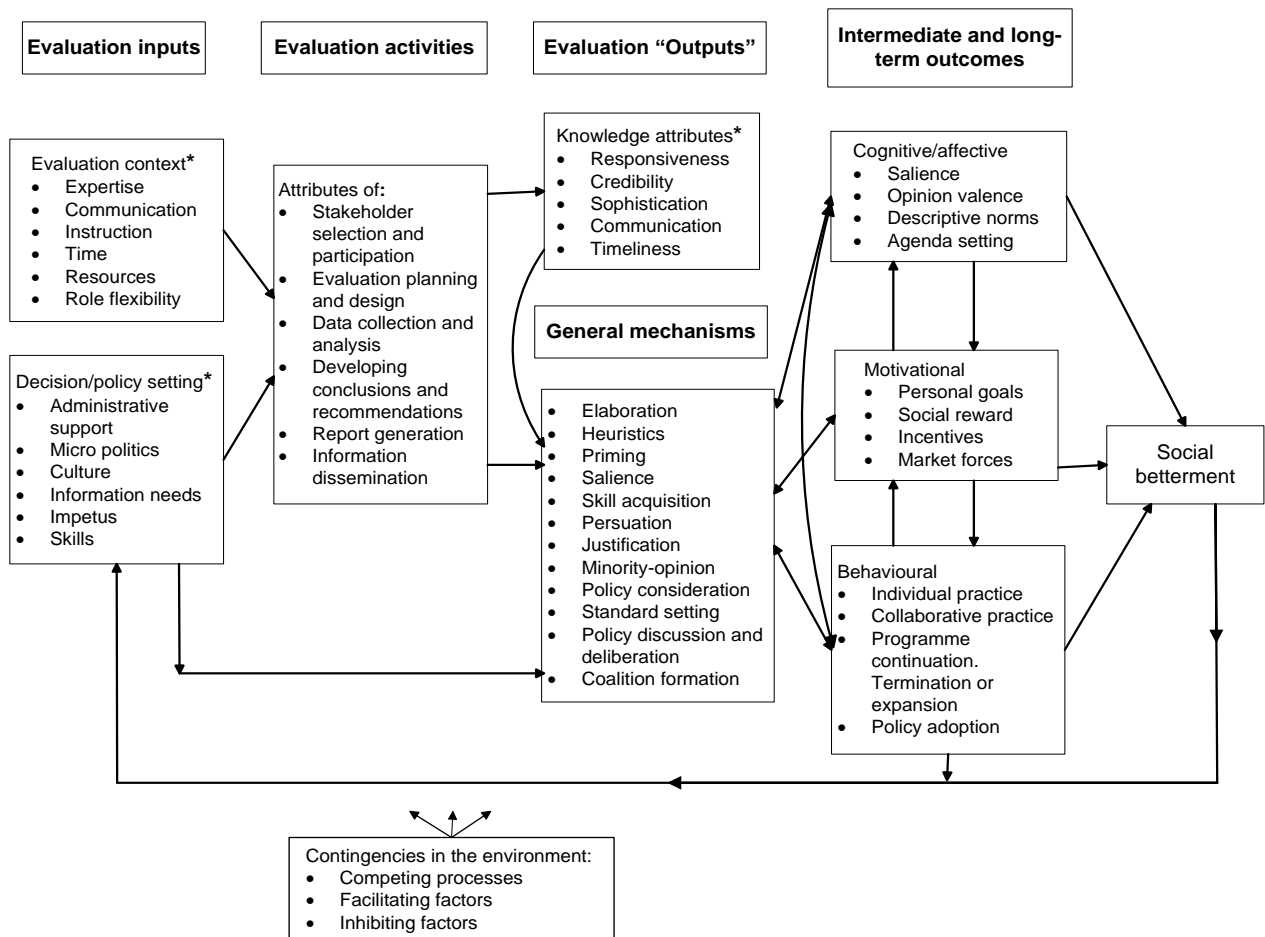 Evaluation inputs
Evaluation activities
Evaluation “Outputs”
Intermediate and long-
term outcomes
Evaluation context*
• Expertise
• Communication
• Instruction
• Time
• Resources
• Role flexibility
Decision/policy setting*
• Administrative
support
• Micro politics
• Culture
• Information needs
• Impetus
• Skills
Attributes of:
• Stakeholder
selection and
participation
• Evaluation planning
and design
• Data collection and
analysis
• Developing
conclusions and
recommendations
• Report generation
• Information
dissemination
Knowledge attributes*
• Responsiveness
• Credibility
• Sophistication
• Communication
• Timeliness
General mechanisms
• Elaboration
• Heuristics
• Priming
• Salience
• Skill acquisition
• Persuation
• Justification
• Minority-opinion
• Policy consideration
• Standard setting
• Policy discussion and
deliberation
• Coalition formation
Cognitive/affective
• Salience
• Opinion valence
• Descriptive norms
• Agenda setting
Motivational
• Personal goals
• Social reward
• Incentives
• Market forces
Behavioural
• Individual practice
• Collaborative practice
• Programme
continuation.
Termination or
expansion
• Policy adoption
Social
betterment
Contingencies in the environment:
• Competing processes
• Facilitating factors
• Inhibiting factors